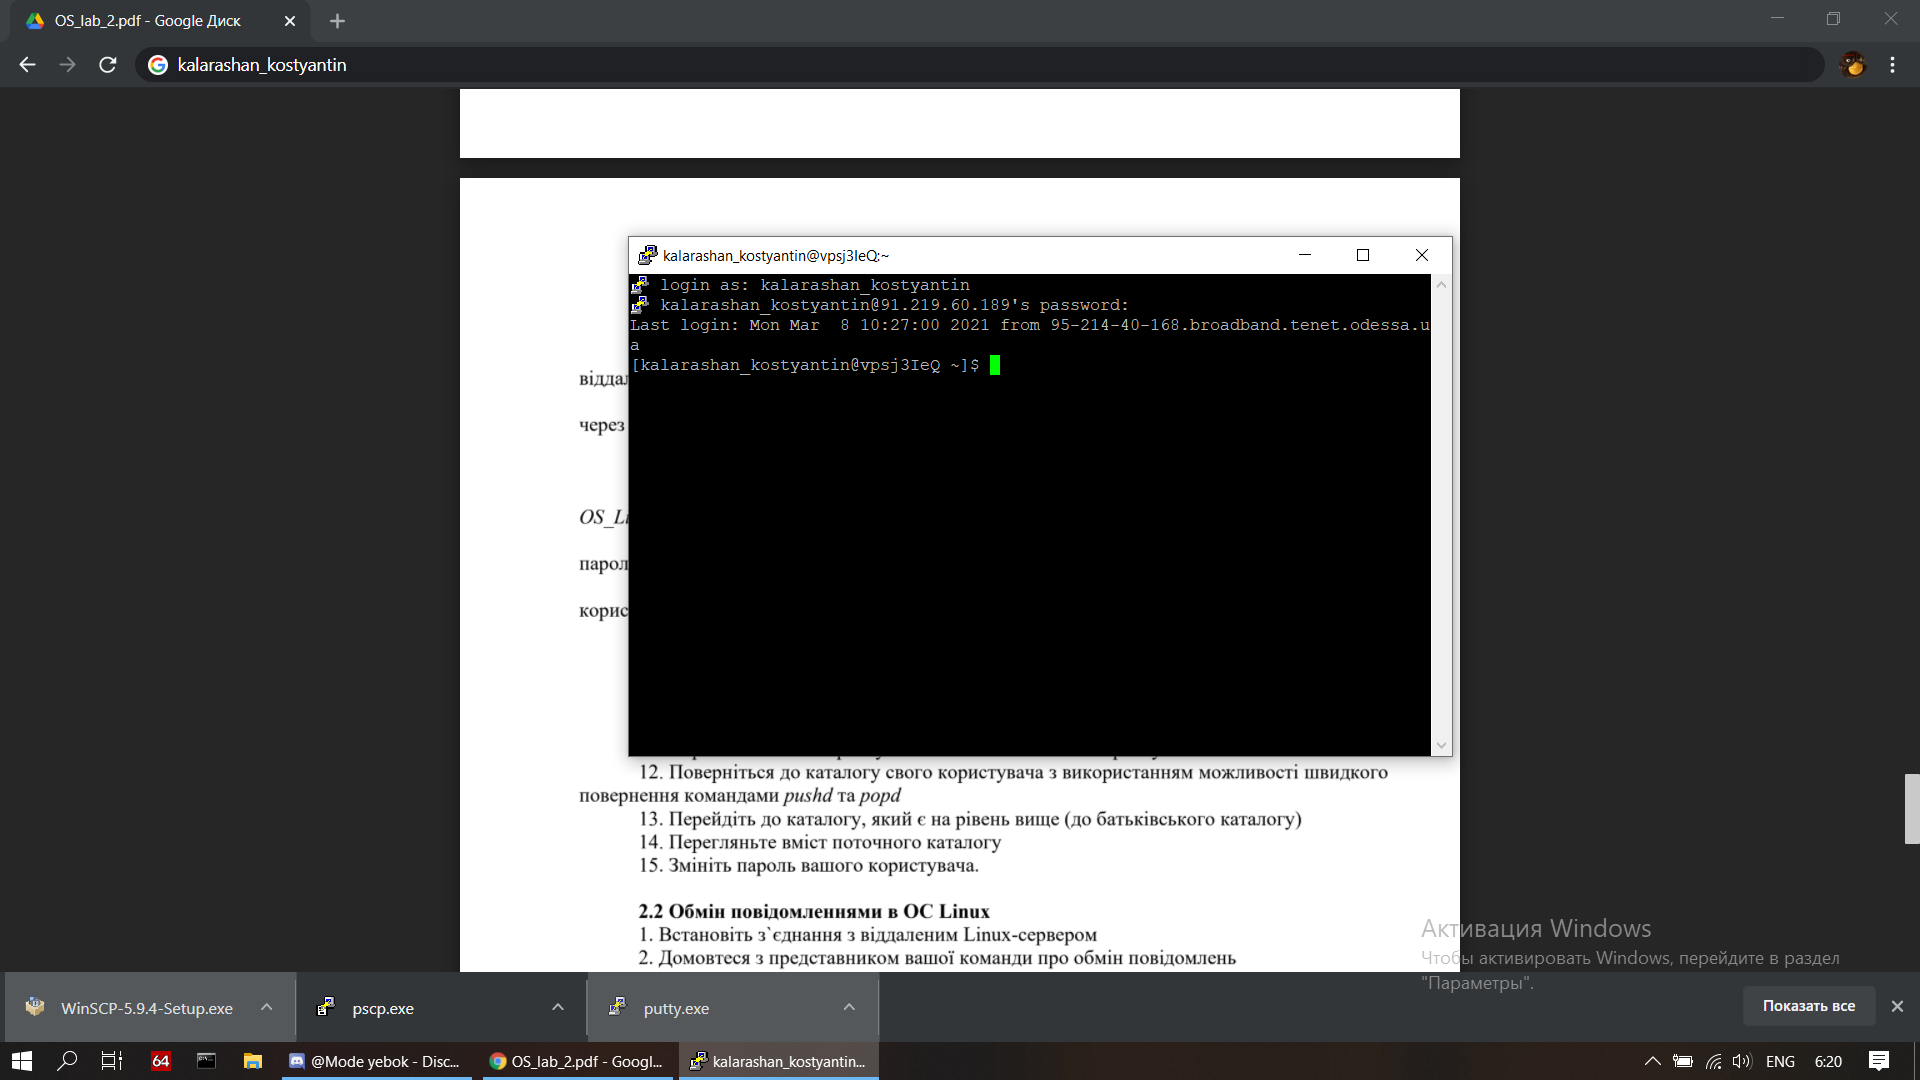 OS_lab_2.pdf - Google Диск
kalarashan_kostyantin
kalarashan_kostyantin@vpsj3IeQ:~
login as: kalarashan_kostyantin
kalarashan_kostyantin@91.219.60.189's password:
Last login: Mon Mar  8 10:27:00 2021 from 95-214-40-168.broadband.tenet.odessa.u
a
[kalarashan_kostyantin@vpsj3IeQ ~]$
через
12. Поверніться до каталогу свого користувача з використанням можливості швидкого
повернення командами pushd та popd
13. Перейдіть до каталогу, який є на рівень вище (до батьківського каталогу)
14. Перегляньте вміст поточного каталогу
15. Змініть пароль вашого користувача.
2.2 Обмін повідомленнями в ОС Linux
1. Встановіть з`єднання з віддаленим Linux-сервером
2. Домовтеся з представником вашої команди про обмін повідомлень
Активация Windows
Чтобы активировать Windows, перейдите в раздел
"Параметры".
WinSCP-5.9.4-Setup.exe
pscp.exe
putty.exe
Показать все
64
@Mode yebok - Disc...
OS_lab_2.pdf - Googl...
kalarashan_kostyantin...
ENG
6:20